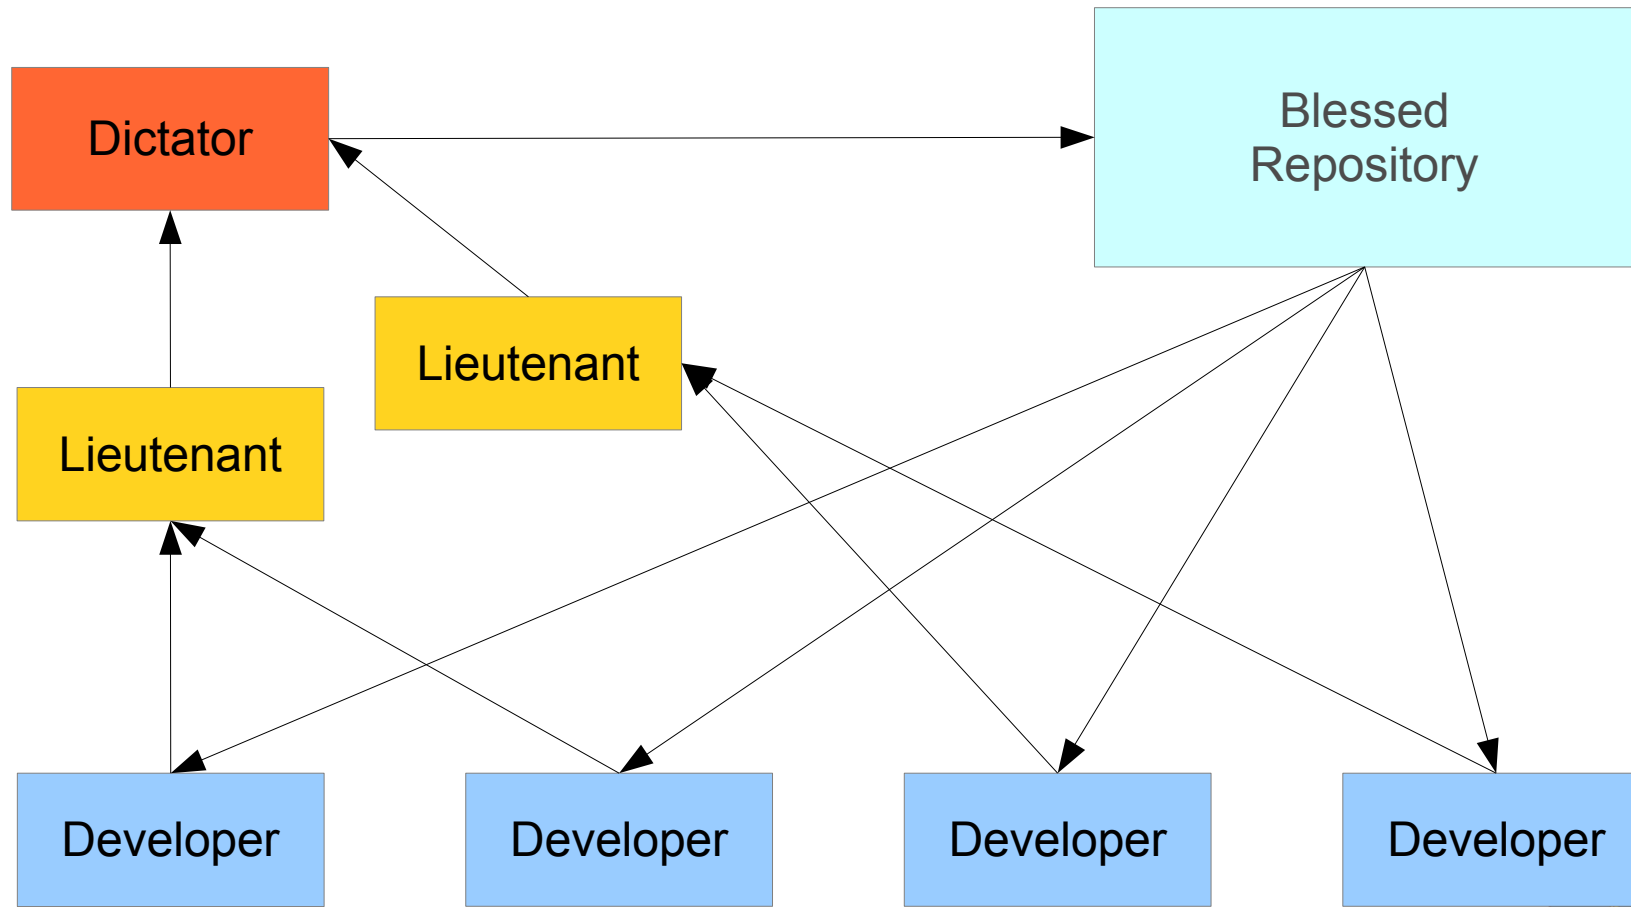 Dictator
Blessed
Repository
Lieutenant
Lieutenant
Developer
Developer
Developer
Developer